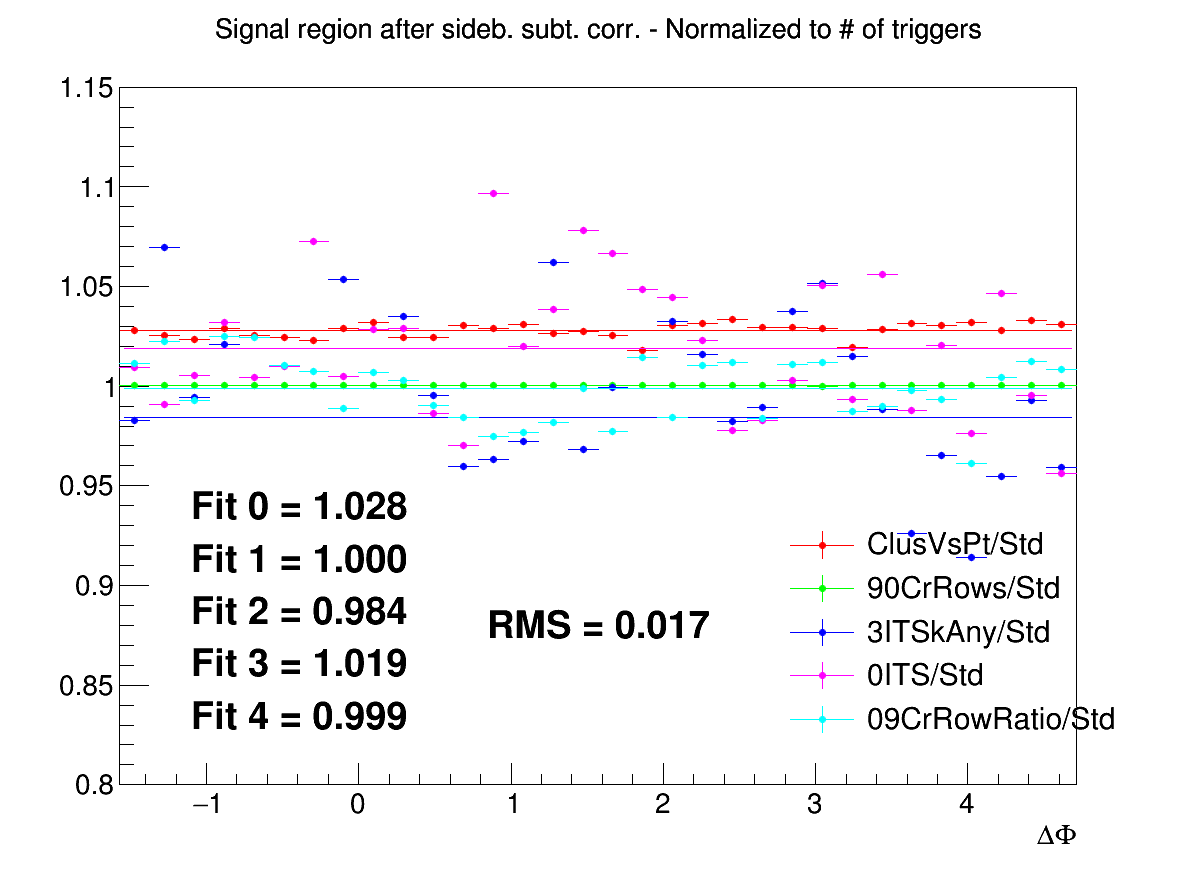 Signal region after sideb. subt. corr. - Normalized to # of triggers
1.15
1.1
1.05
1
0.95
0.9
0.85
0.8
Fit 0 = 1.028
Fit 1 = 1.000
Fit 2 = 0.984
Fit 3 = 1.019
Fit 4 = 0.999
RMS = 0.017
ClusVsPt/Std
90CrRows/Std
3ITSkAny/Std
0ITS/Std
09CrRowRatio/Std
−1 0 1 2 3 4
ΔΦ